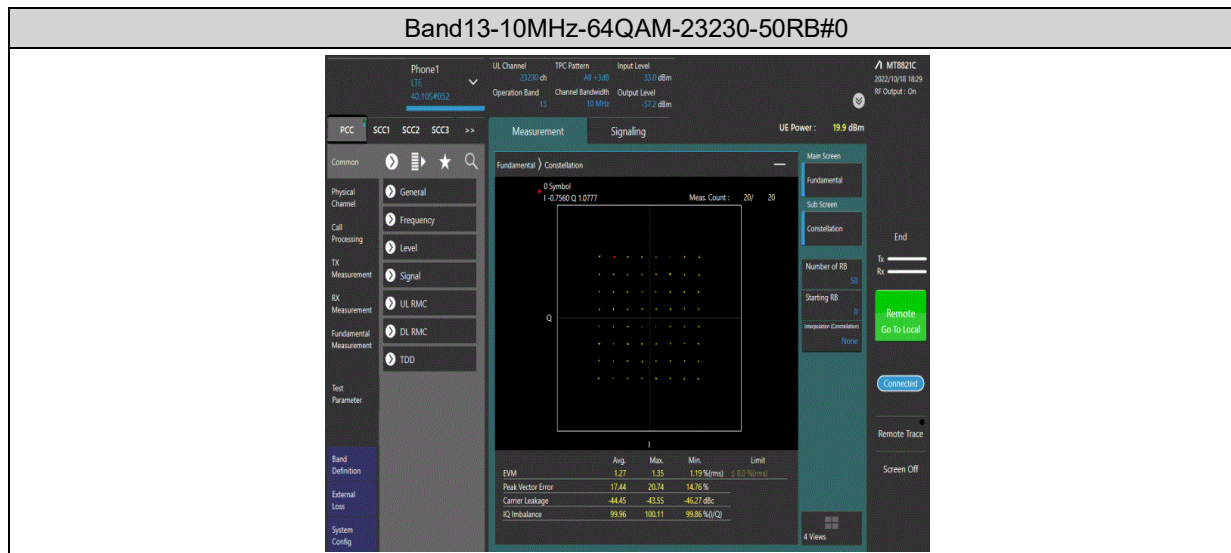 Band13-10MHz-64QAM-23230-50RB#0
Phone1
LTE
40.10S#052
UL Channel
23230 ch
TPC Pattern
All +3dB
Input Level
33.0 dBm
Operation Band
13
Channel Bandwidth
10 MHz
Output Level
-57.2 dBm
MT8821C
2022/10/18 18:29
RF Output : On
PCC SCC1 SCC2 SCC3 >>
Measurement Signaling
UE Power : 19.9 dBm
Common
Physical
Channel
Call
Processing
TX
Measurement
RX
Measurement
Fundamental
Measurement
Test
Parameter
Band
Definition
External
Loss
System
Config
General
Frequency
Level
Signal
UL RMC
DL RMC
TDD
Fundamental 〉 Constellation
0 Symbol
I -0.7560 Q 1.0777
Meas. Count : 20/ 20
Q
I
Avg. Max. Min. Limit
EVM 1.27 1.35 1.19 %(rms) ≤ 8.0 %(rms)
Peak Vector Error 17.44 20.74 14.76 %
Carrier Leakage -44.45 -43.55 -46.27 dBc
IQ Imbalance 99.96 100.11 99.86 %(I/Q)
Main Screen
Fundamental
Sub Screen
Constellation
Number of RB
50
Starting RB
0
Interpolation (Constellation)
None
4 Views
End
Tx
Rx
Remote
Go To Local
Connected
Remote Trace
Screen Off